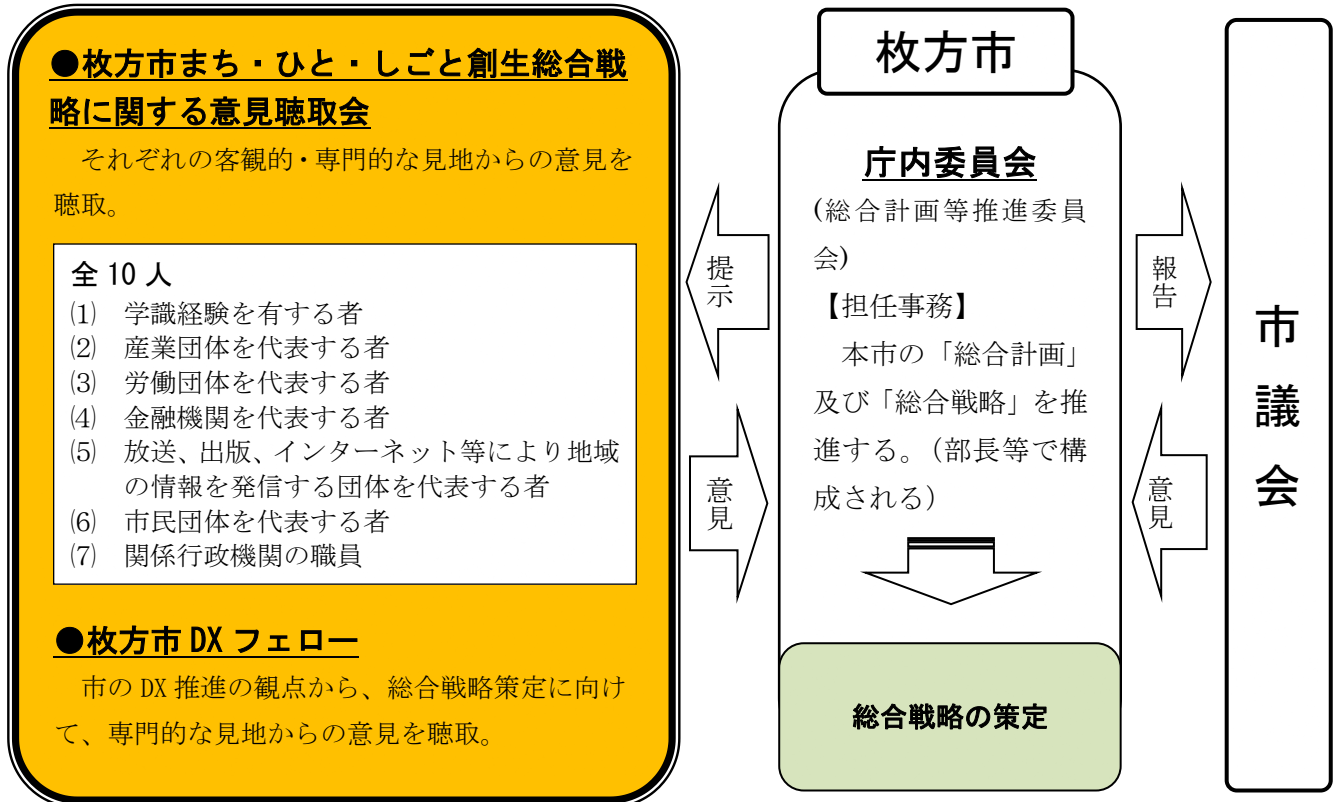 ●枚方市まち・ひと・しごと創生総合戦
略に関する意見聴取会
それぞれの客観的・専門的な見地からの意見を
聴取。
全 10 人
⑴ 学識経験を有する者
⑵ 産業団体を代表する者
⑶ 労働団体を代表する者
⑷ 金融機関を代表する者
⑸ 放送、出版、インターネット等により地域
の情報を発信する団体を代表する者
⑹ 市民団体を代表する者
⑺ 関係行政機関の職員
●枚方市 DX フェロー
市の DX 推進の観点から、総合戦略策定に向け
て、専門的な見地からの意見を聴取。
提示
意見
枚方市
庁内委員会
(総合計画等推進委員
会)
【担任事務】
本市の「総合計画」
及び「総合戦略」を推
進する。（部長等で構
成される）
総合戦略の策定
報告
意見
市議会